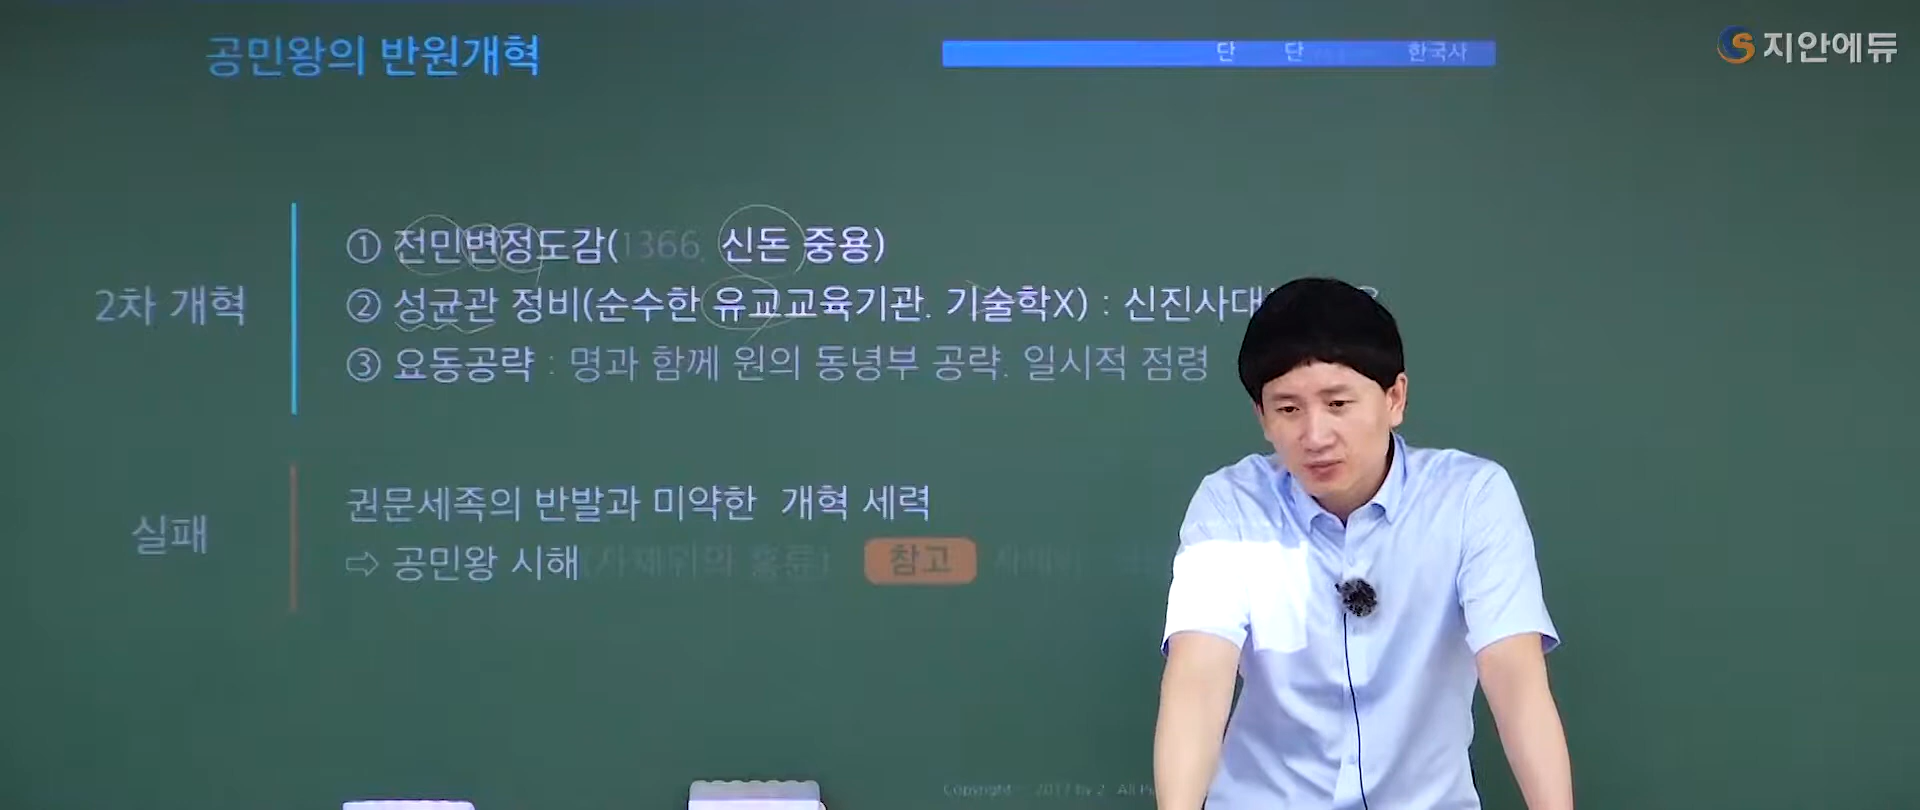 공민왕의 반원개혁
단 단 한국사
지안에듀
2차 개혁
① 전민변정도감(1366, 신돈 중용)
② 성균관 정비(순수한 유교교육기관. 기술학X) : 신진사대
③ 요동공략 : 명과 함께 원의 동녕부 공략. 일시적 점령
실패
권문세족의 반발과 미약한 개혁 세력
⇨ 공민왕 시해
참고
Copyright 2017 by 2. All